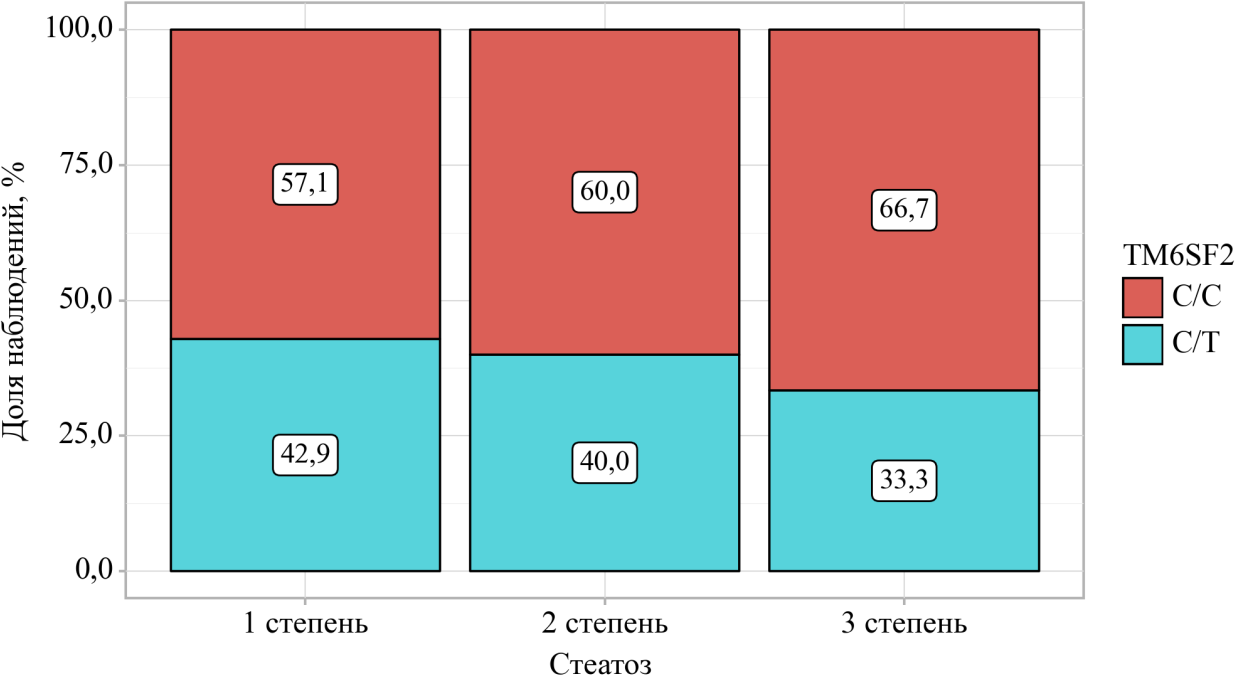 Доля наблюдений, %
100,0
75,0
50,0
25,0
0,0
57,1
60,0
66,7
42,9
40,0
33,3
1 степень
2 степень
3 степень
Стеатоз
TM6SF2
C/C
C/T